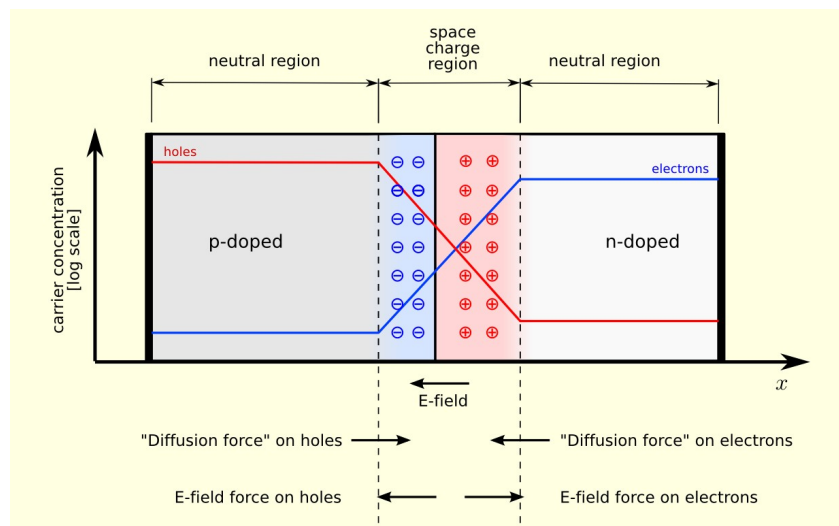 space
charge
region
neutral region
neutral region
holes
electrons
carrier concentration
[log scale]
p-doped
n-doped
x
E-field
"Diffusion force" on holes
"Diffusion force" on electrons
E-field force on holes
E-field force on electrons